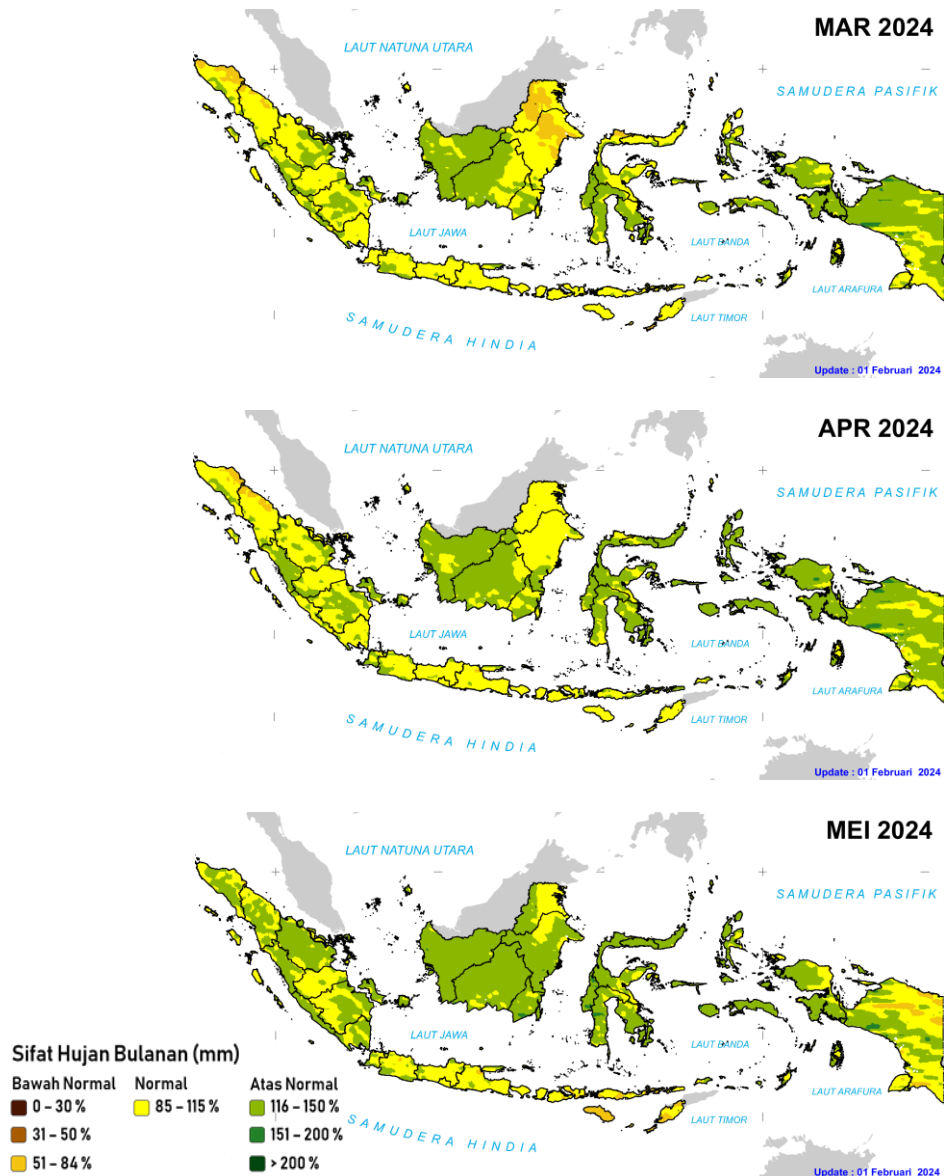 MAR 2024
LAUT NATUNA UTARA
SAMUDERA PASIFIK
LAUT JAWA
LAUT BANDA
LAUT ARAFURA
LAUT TIMOR
SAMUDERA HINDIA
Update : 01 Februari 2024
APR 2024
LAUT NATUNA UTARA
SAMUDERA PASIFIK
LAUT JAWA
LAUT BANDA
LAUT ARAFURA
LAUT TIMOR
SAMUDERA HINDIA
Update : 01 Februari 2024
MEI 2024
LAUT NATUNA UTARA
SAMUDERA PASIFIK
LAUT JAWA
LAUT BANDA
LAUT ARAFURA
LAUT TIMOR
SAMUDERA HINDIA
Update : 01 Februari 2024
Sifat Hujan Bulanan (mm)
Bawah Normal Normal Atas Normal
0 – 30 % 85 – 115 % 116 – 150 %
31 – 50 % 151 – 200 %
51 – 84 % > 200 %